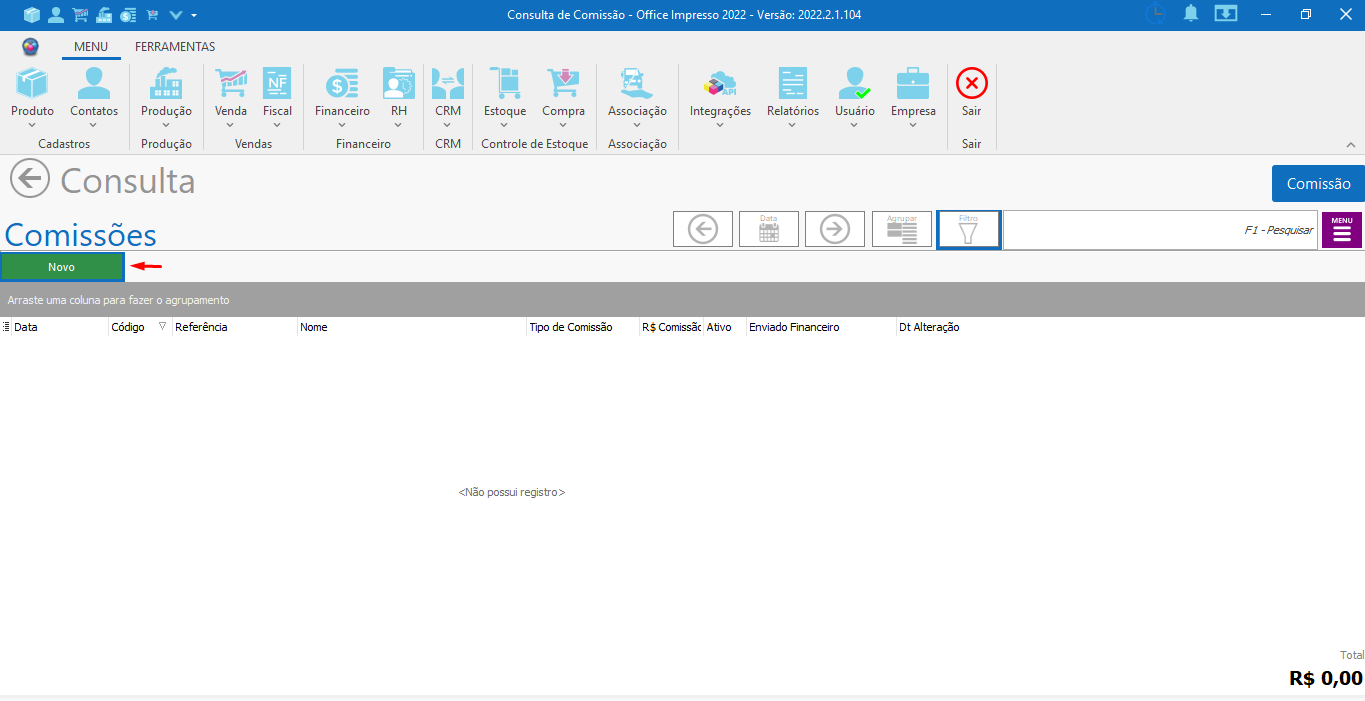 Consulta de Comissão - Office Impresso 2022 - Versão: 2022.2.1.104
MENU FERRAMENTAS
Produto Contatos Produção Venda Fiscal Financeiro RH CRM Estoque Compra Associação Integrações Relatórios Usuário Empresa Sair
Cadastros Produção Vendas Financeiro CRM Controle de Estoque Associação Sair
NF
API
Consulta
Comissão
Comissões
Data
Agrupar
Filtro
F1 - Pesquisar
MENU
Novo
Arraste uma coluna para fazer o agrupamento
Data Código Referência Nome Tipo de Comissão R$ Comissão Ativo Enviado Financeiro Dt Alteração
<Não possui registro>
Total
R$ 0,00